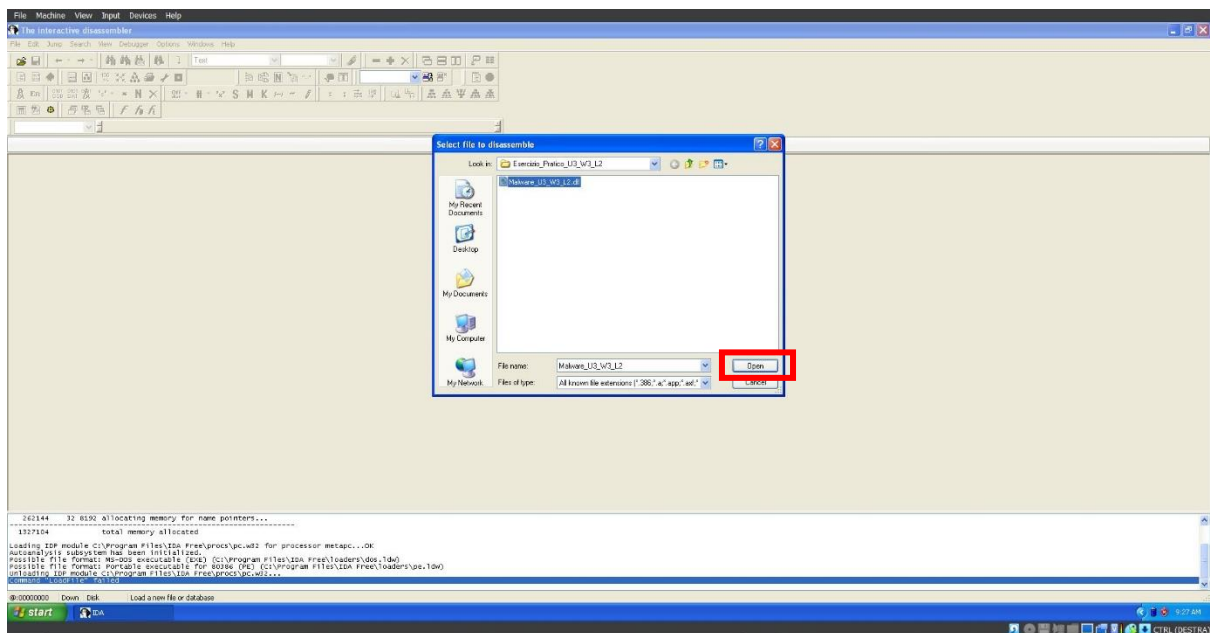 File Machine View Input Devices Help
The interactive disassembler
File Edit Jump Search View Debugger Options Windows Help
Text
Select file to disassemble
Look in: Esercizio_Pratico_U3_W3_L2
Malware_U3_W3_L2.dll
My Recent
Documents
Desktop
My Documents
My Computer
My Network
File name: Malware_U3_W3_L2
Open
Files of type: All known file extensions (*.386,*.a;*.app;*.axf;*
Cancel
262144 32 8192 allocating memory for name pointers...
-----------------------------------------------------------------
1327104 total memory allocated
Loading IDP module C:\Program Files\IDA Free\procs\pc.w32 for processor metapc...OK
Autoanalysis subsystem has been initialized.
Possible file format: MS-DOS executable (EXE) (C:\Program Files\IDA Free\loaders\dos.ldw)
Possible file format: Portable executable for 80386 (PE) (C:\Program Files\IDA Free\loaders\pe.ldw)
unloading IDP module C:\Program Files\IDA Free\procs\pc.w32...
Command "LoadFile" failed
@:00000000 Down Disk Load a new file or database
start IDA 9:27 AM
CTRL (DESTRA)